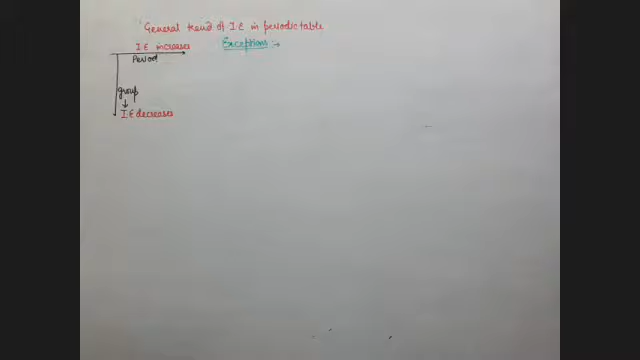 General trend of I.E in periodic table
I.E increases
Exceptions :→
Period
group
I.E decreases